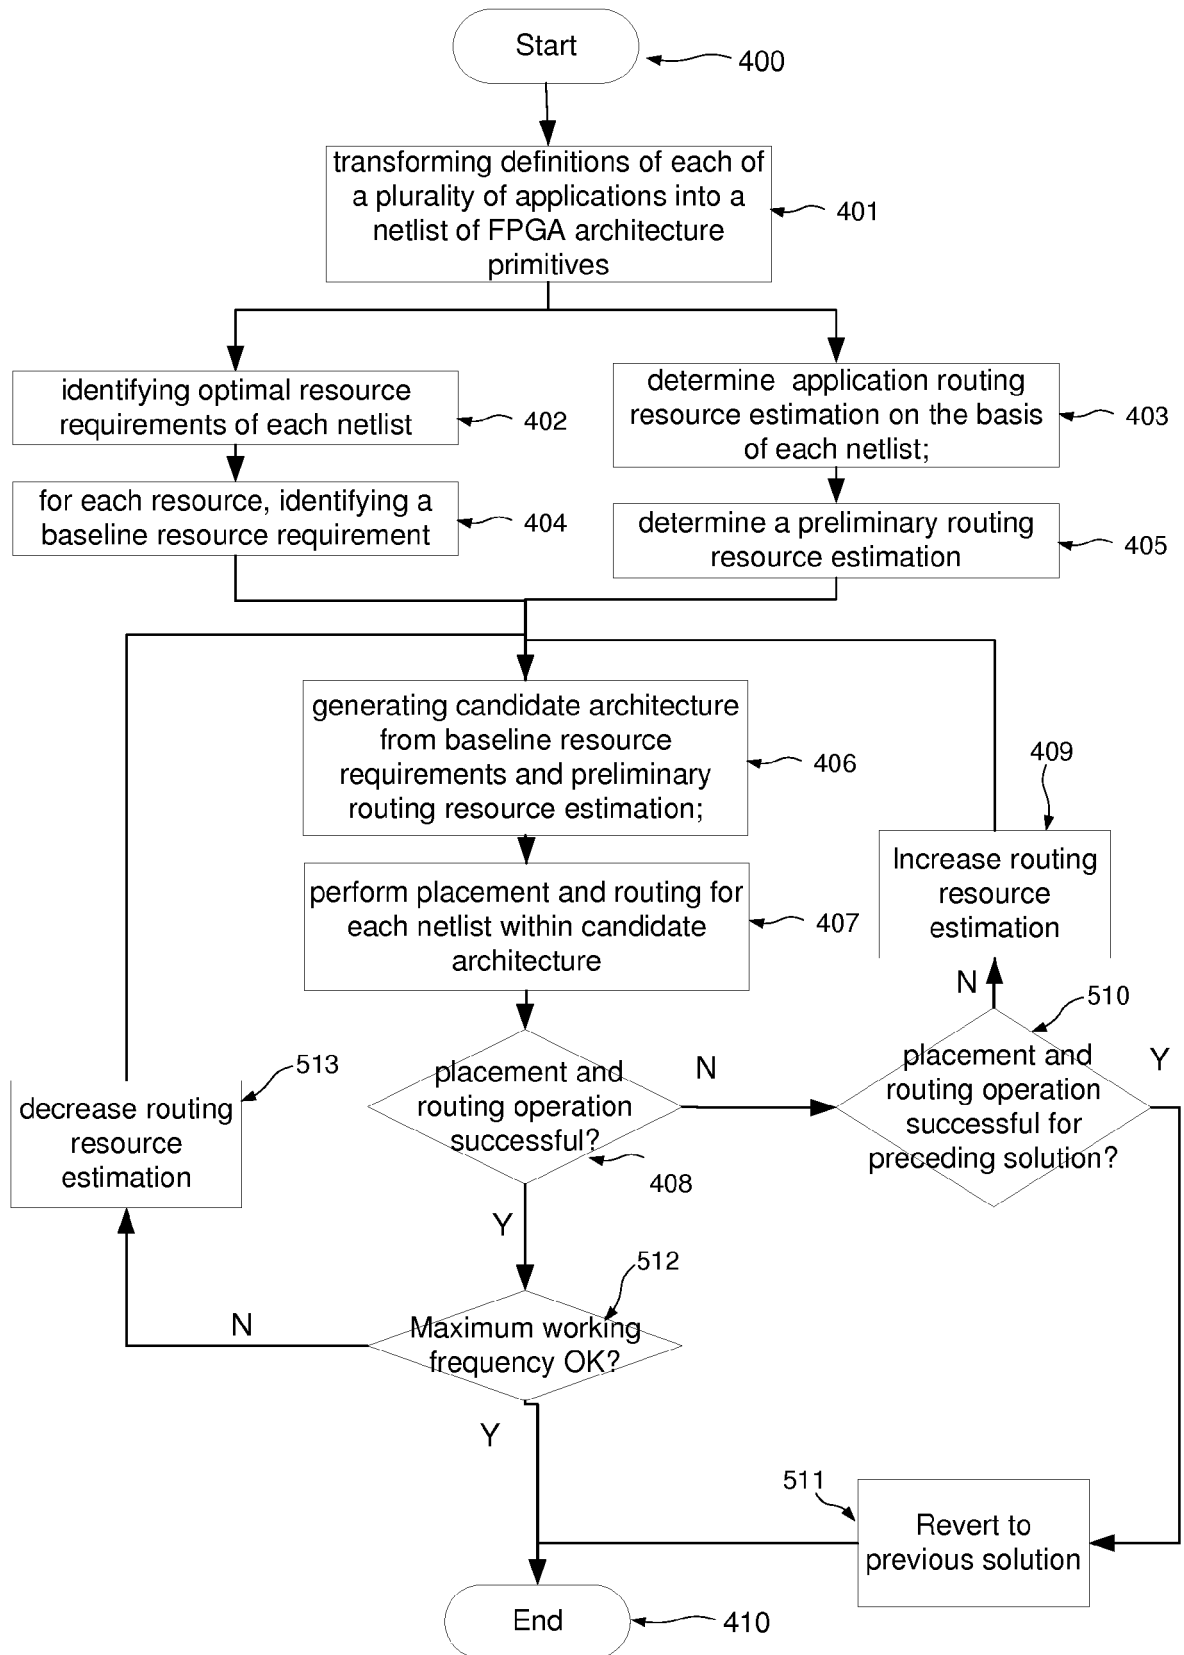 Start
400
transforming definitions of each of
a plurality of applications into a
netlist of FPGA architecture
primitives
401
identifying optimal resource
requirements of each netlist
402
determine application routing
resource estimation on the basis
of each netlist;
403
for each resource, identifying a
baseline resource requirement
404
determine a preliminary routing
resource estimation
405
generating candidate architecture
from baseline resource
requirements and preliminary
routing resource estimation;
406
409
Increase routing
resource
estimation
perform placement and routing for
each netlist within candidate
architecture
407
N
510
placement and
routing operation
successful?
408
N
placement and
routing operation
successful for
preceding solution?
Y
513
decrease routing
resource
estimation
Y
512
Maximum working
frequency OK?
N
Y
511
Revert to
previous solution
End
410